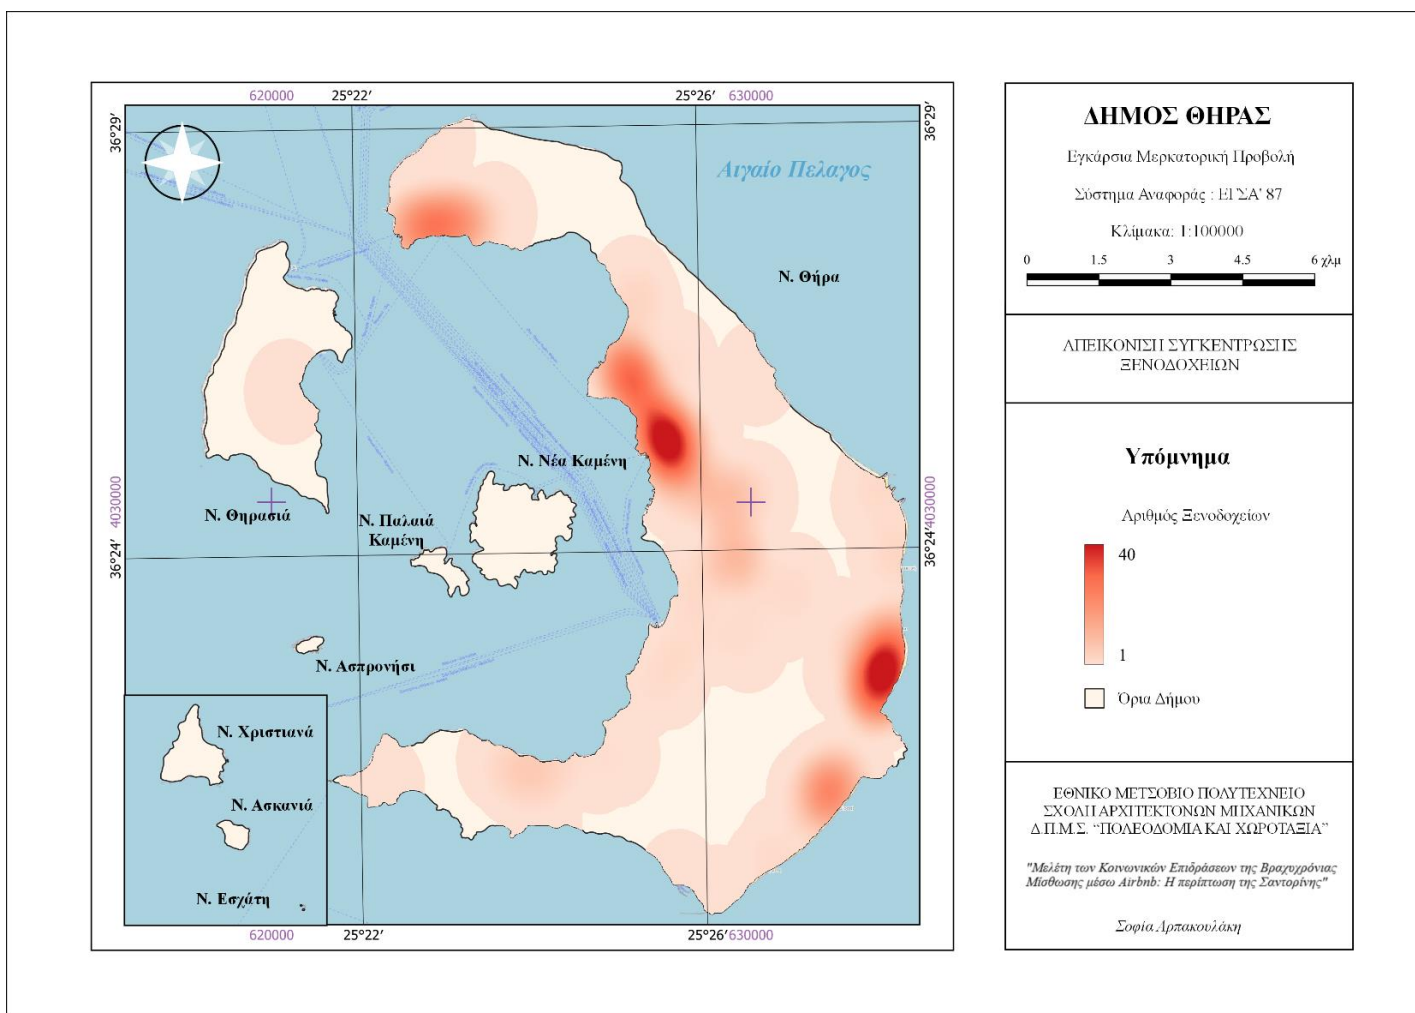 620000 25°22′ 25°26′ 630000
36°29′ 36°29′
Αιγαίο Πέλαγος
Ν. Θήρα
Ν. Νέα Καμένη
Ν. Θηρασιά
Ν. Παλαιά
Καμένη
4030000 4030000
36°24′ 36°24′
Ν. Ασπρονήσι
Ν. Χριστιανά
Ν. Ασκανιά
Ν. Εσχάτη
620000 25°22′ 25°26′ 630000
ΔΗΜΟΣ ΘΗΡΑΣ
Εγκάρσια Μερκατορική Προβολή
Σύστημα Αναφοράς : ΕΓΣΑ' 87
Κλίμακα: 1:100000
0 1.5 3 4.5 6 χλμ
ΑΠΕΙΚΟΝΙΣΗ ΣΥΓΚΕΝΤΡΩΣΗΣ
ΞΕΝΟΔΟΧΕΙΩΝ
Υπόμνημα
Αριθμός Ξενοδοχείων
40
1
Όρια Δήμου
ΕΘΝΙΚΟ ΜΕΤΣΟΒΙΟ ΠΟΛΥΤΕΧΝΕΙΟ
ΣΧΟΛΗ ΑΡΧΙΤΕΚΤΟΝΩΝ ΜΗΧΑΝΙΚΩΝ
Δ.Π.Μ.Σ. “ΠΟΛΕΟΔΟΜΙΑ ΚΑΙ ΧΩΡΟΤΑΞΙΑ”
"Μελέτη των Κοινωνικών Επιδράσεων της Βραχυχρόνιας
Μίσθωσης μέσω Airbnb: Η περίπτωση της Σαντορίνης"
Σοφία Αρπακουλάκη